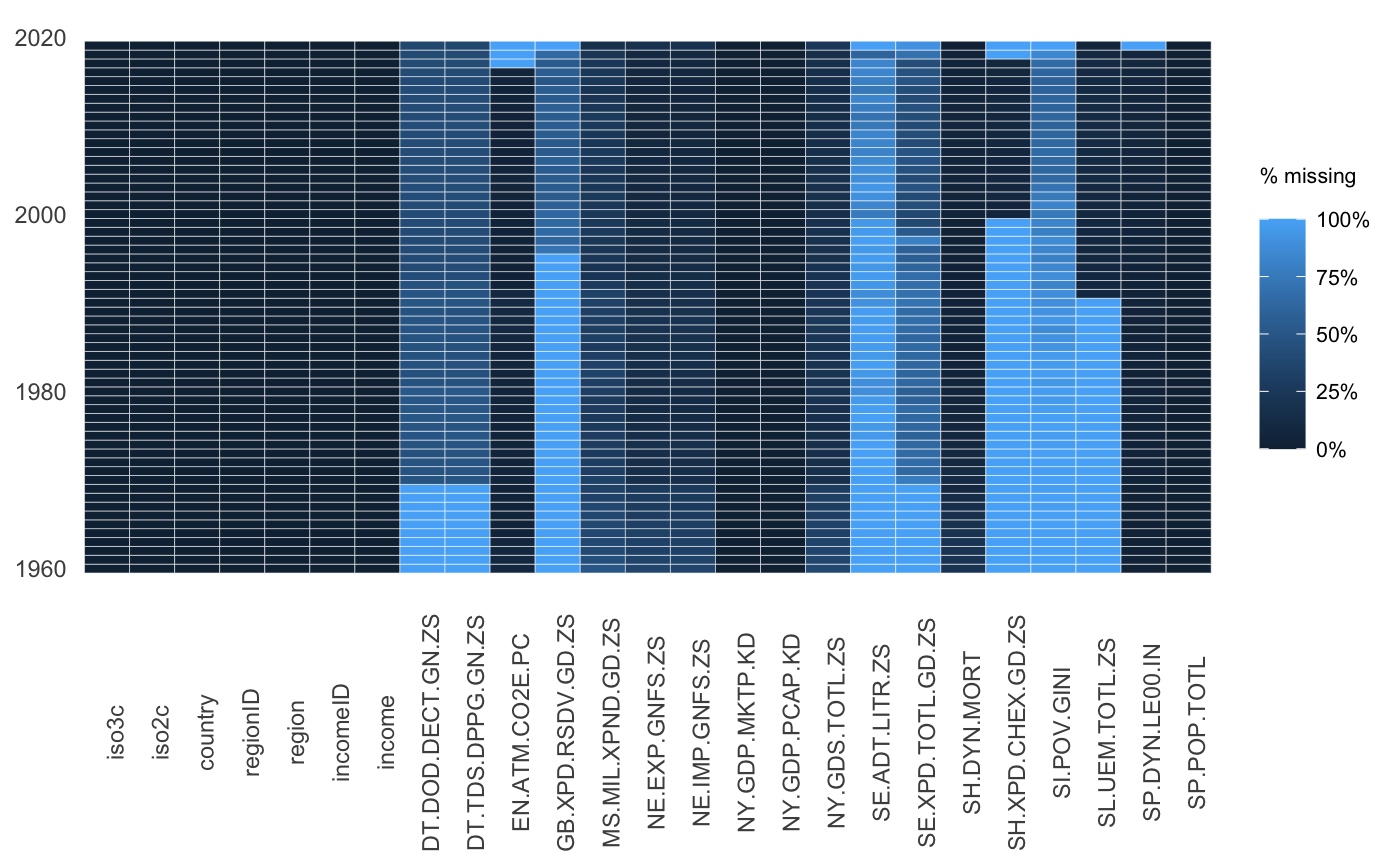 2020
2000
1980
1960
% missing
100%
75%
50%
25%
0%
iso3c
iso2c
country
regionID
region
incomeID
income
DT.DOD.DECT.GN.ZS
DT.TDS.DPPG.GN.ZS
EN.ATM.CO2E.PC
GB.XPD.RSDV.GD.ZS
MS.MIL.XPND.GD.ZS
NE.EXP.GNFS.ZS
NE.IMP.GNFS.ZS
NY.GDP.MKTP.KD
NY.GDP.PCAP.KD
NY.GDS.TOTL.ZS
SE.ADT.LITR.ZS
SE.XPD.TOTL.GD.ZS
SH.DYN.MORT
SH.XPD.CHEX.GD.ZS
SI.POV.GINI
SL.UEM.TOTL.ZS
SP.DYN.LE00.IN
SP.POP.TOTL